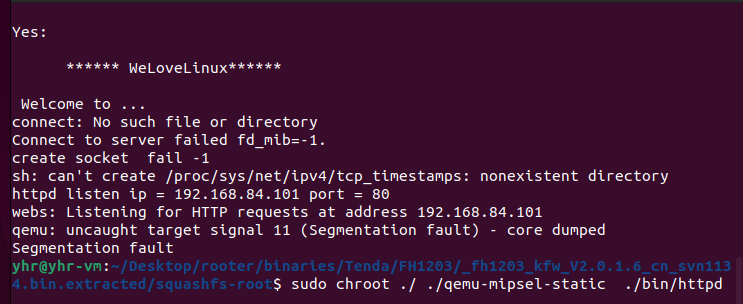 Yes:
****** WeLoveLinux******
Welcome to ...
connect: No such file or directory
Connect to server failed fd_mib=-1.
create socket  fail -1
sh: can't create /proc/sys/net/ipv4/tcp_timestamps: nonexistent directory
httpd listen ip = 192.168.84.101 port = 80
webs: Listening for HTTP requests at address 192.168.84.101
qemu: uncaught target signal 11 (Segmentation fault) - core dumped
Segmentation fault
yhr@yhr-vm:~/Desktop/rooter/binaries/Tenda/FH1203/_fh1203_kfw_V2.0.1.6_cn_svn113
4.bin.extracted/squashfs-root$ sudo chroot ./ ./qemu-mipsel-static  ./bin/httpd